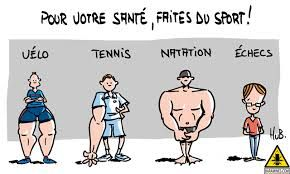 POUR VOTRE SANTÉ, FAITES DU SPORT !
VÉLO
TENNIS
NATATION
ÉCHECS
HUB.